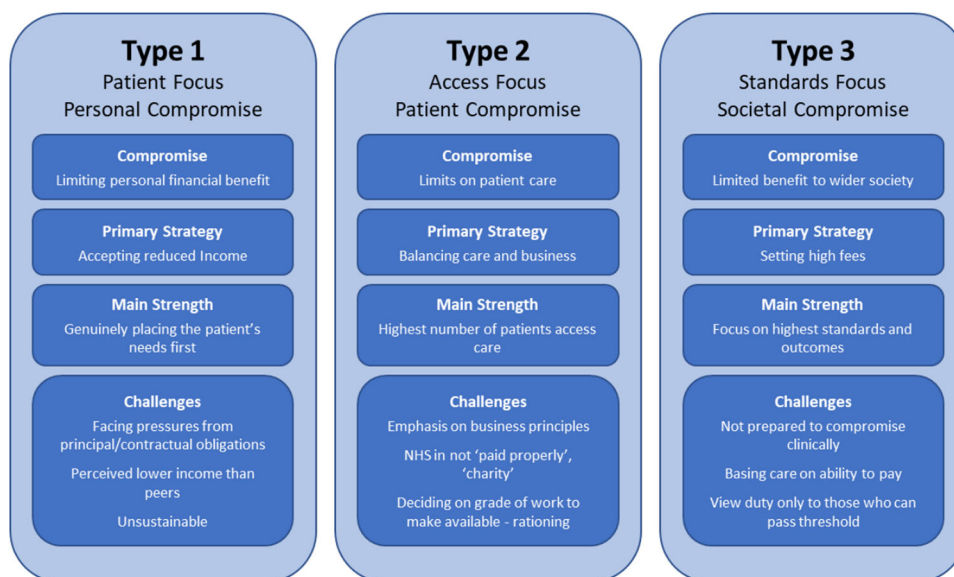 Type 1
Patient Focus
Personal Compromise
Compromise
Limiting personal financial benefit
Primary Strategy
Accepting reduced Income
Main Strength
Genuinely placing the patient's
needs first
Challenges
Facing pressures from
principal/contractual obligations
Perceived lower income than
peers
Unsustainable
Type 2
Access Focus
Patient Compromise
Compromise
Limits on patient care
Primary Strategy
Balancing care and business
Main Strength
Highest number of patients access
care
Challenges
Emphasis on business principles
NHS in not 'paid properly',
'charity'
Deciding on grade of work to
make available - rationing
Type 3
Standards Focus
Societal Compromise
Compromise
Limited benefit to wider society
Primary Strategy
Setting high fees
Main Strength
Focus on highest standards and
outcomes
Challenges
Not prepared to compromise
clinically
Basing care on ability to pay
View duty only to those who can
pass threshold